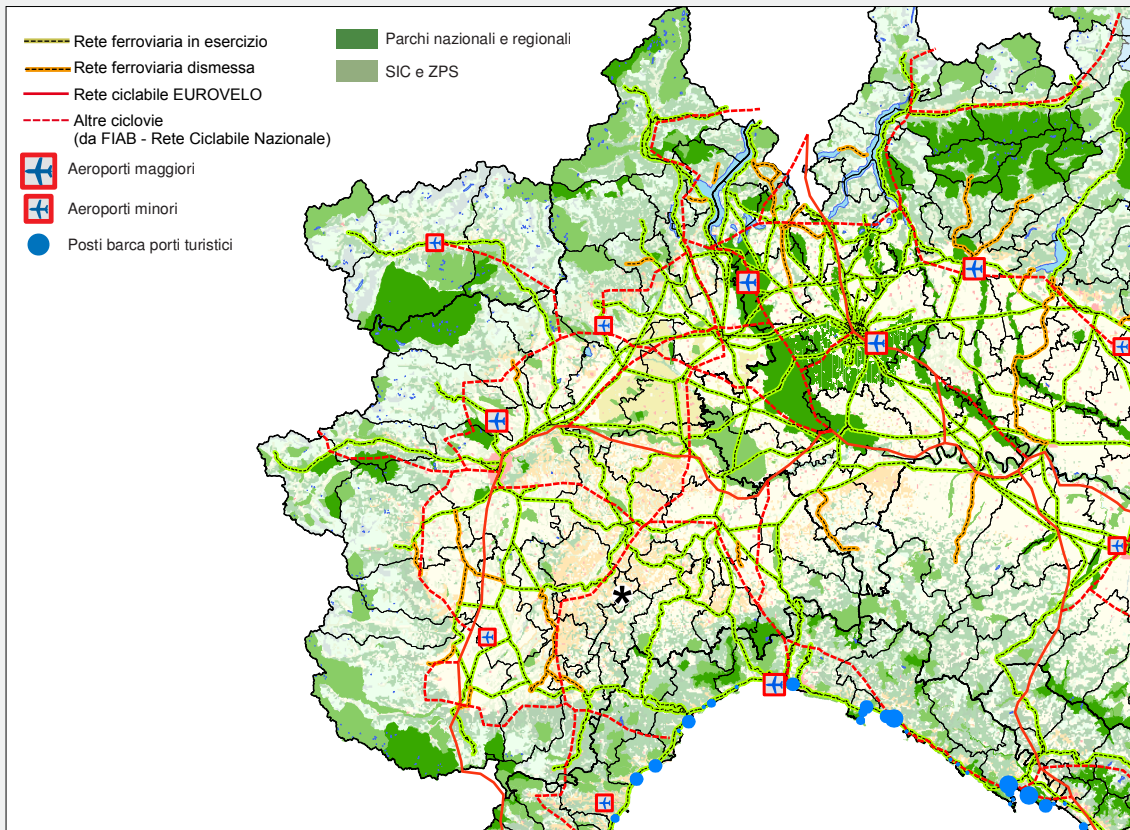 Rete ferroviaria in esercizio
Rete ferroviaria dismessa
Rete ciclabile EUROVELO
Altre ciclovie
(da FIAB - Rete Ciclabile Nazionale)
Aeroporti maggiori
Aeroporti minori
Posti barca porti turistici
Parchi nazionali e regionali
SIC e ZPS
*